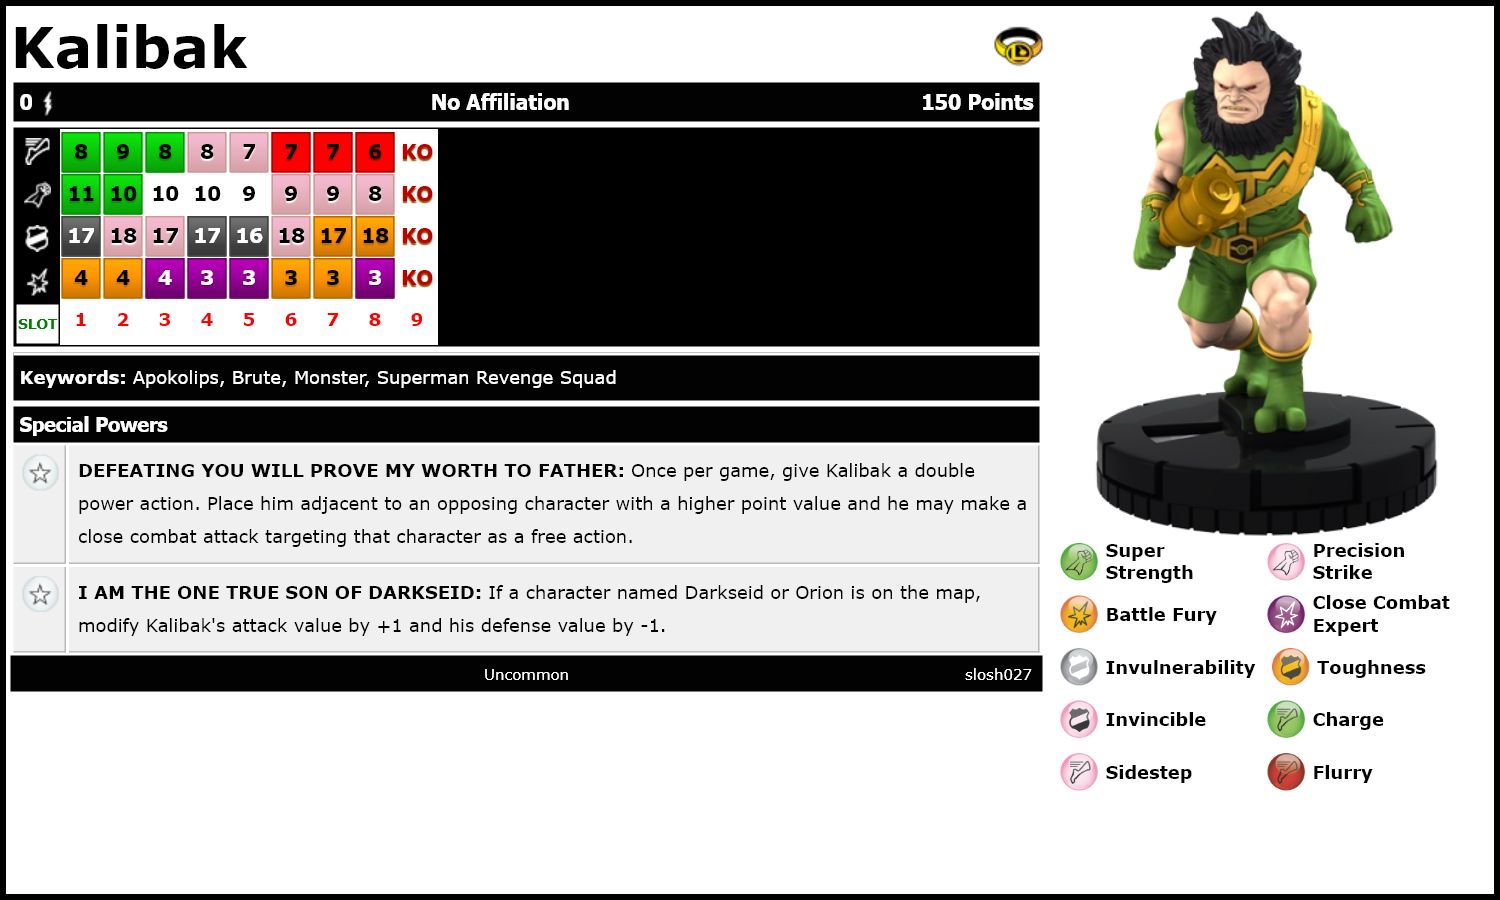 Kalibak
0 No Affiliation 150 Points
8 9 8 8 7 7 7 6 KO
11 10 10 10 9 9 9 8 KO
17 18 17 17 16 18 17 18 KO
4 4 4 3 3 3 3 3 KO
SLOT 1 2 3 4 5 6 7 8 9
Keywords: Apokolips, Brute, Monster, Superman Revenge Squad
Special Powers
DEFEATING YOU WILL PROVE MY WORTH TO FATHER: Once per game, give Kalibak a double
power action. Place him adjacent to an opposing character with a higher point value and he may make a
close combat attack targeting that character as a free action.
I AM THE ONE TRUE SON OF DARKSEID: If a character named Darkseid or Orion is on the map,
modify Kalibak's attack value by +1 and his defense value by -1.
Uncommon slosh027
Super
Strength
Precision
Strike
Battle Fury
Close Combat
Expert
Invulnerability
Toughness
Invincible
Charge
Sidestep
Flurry